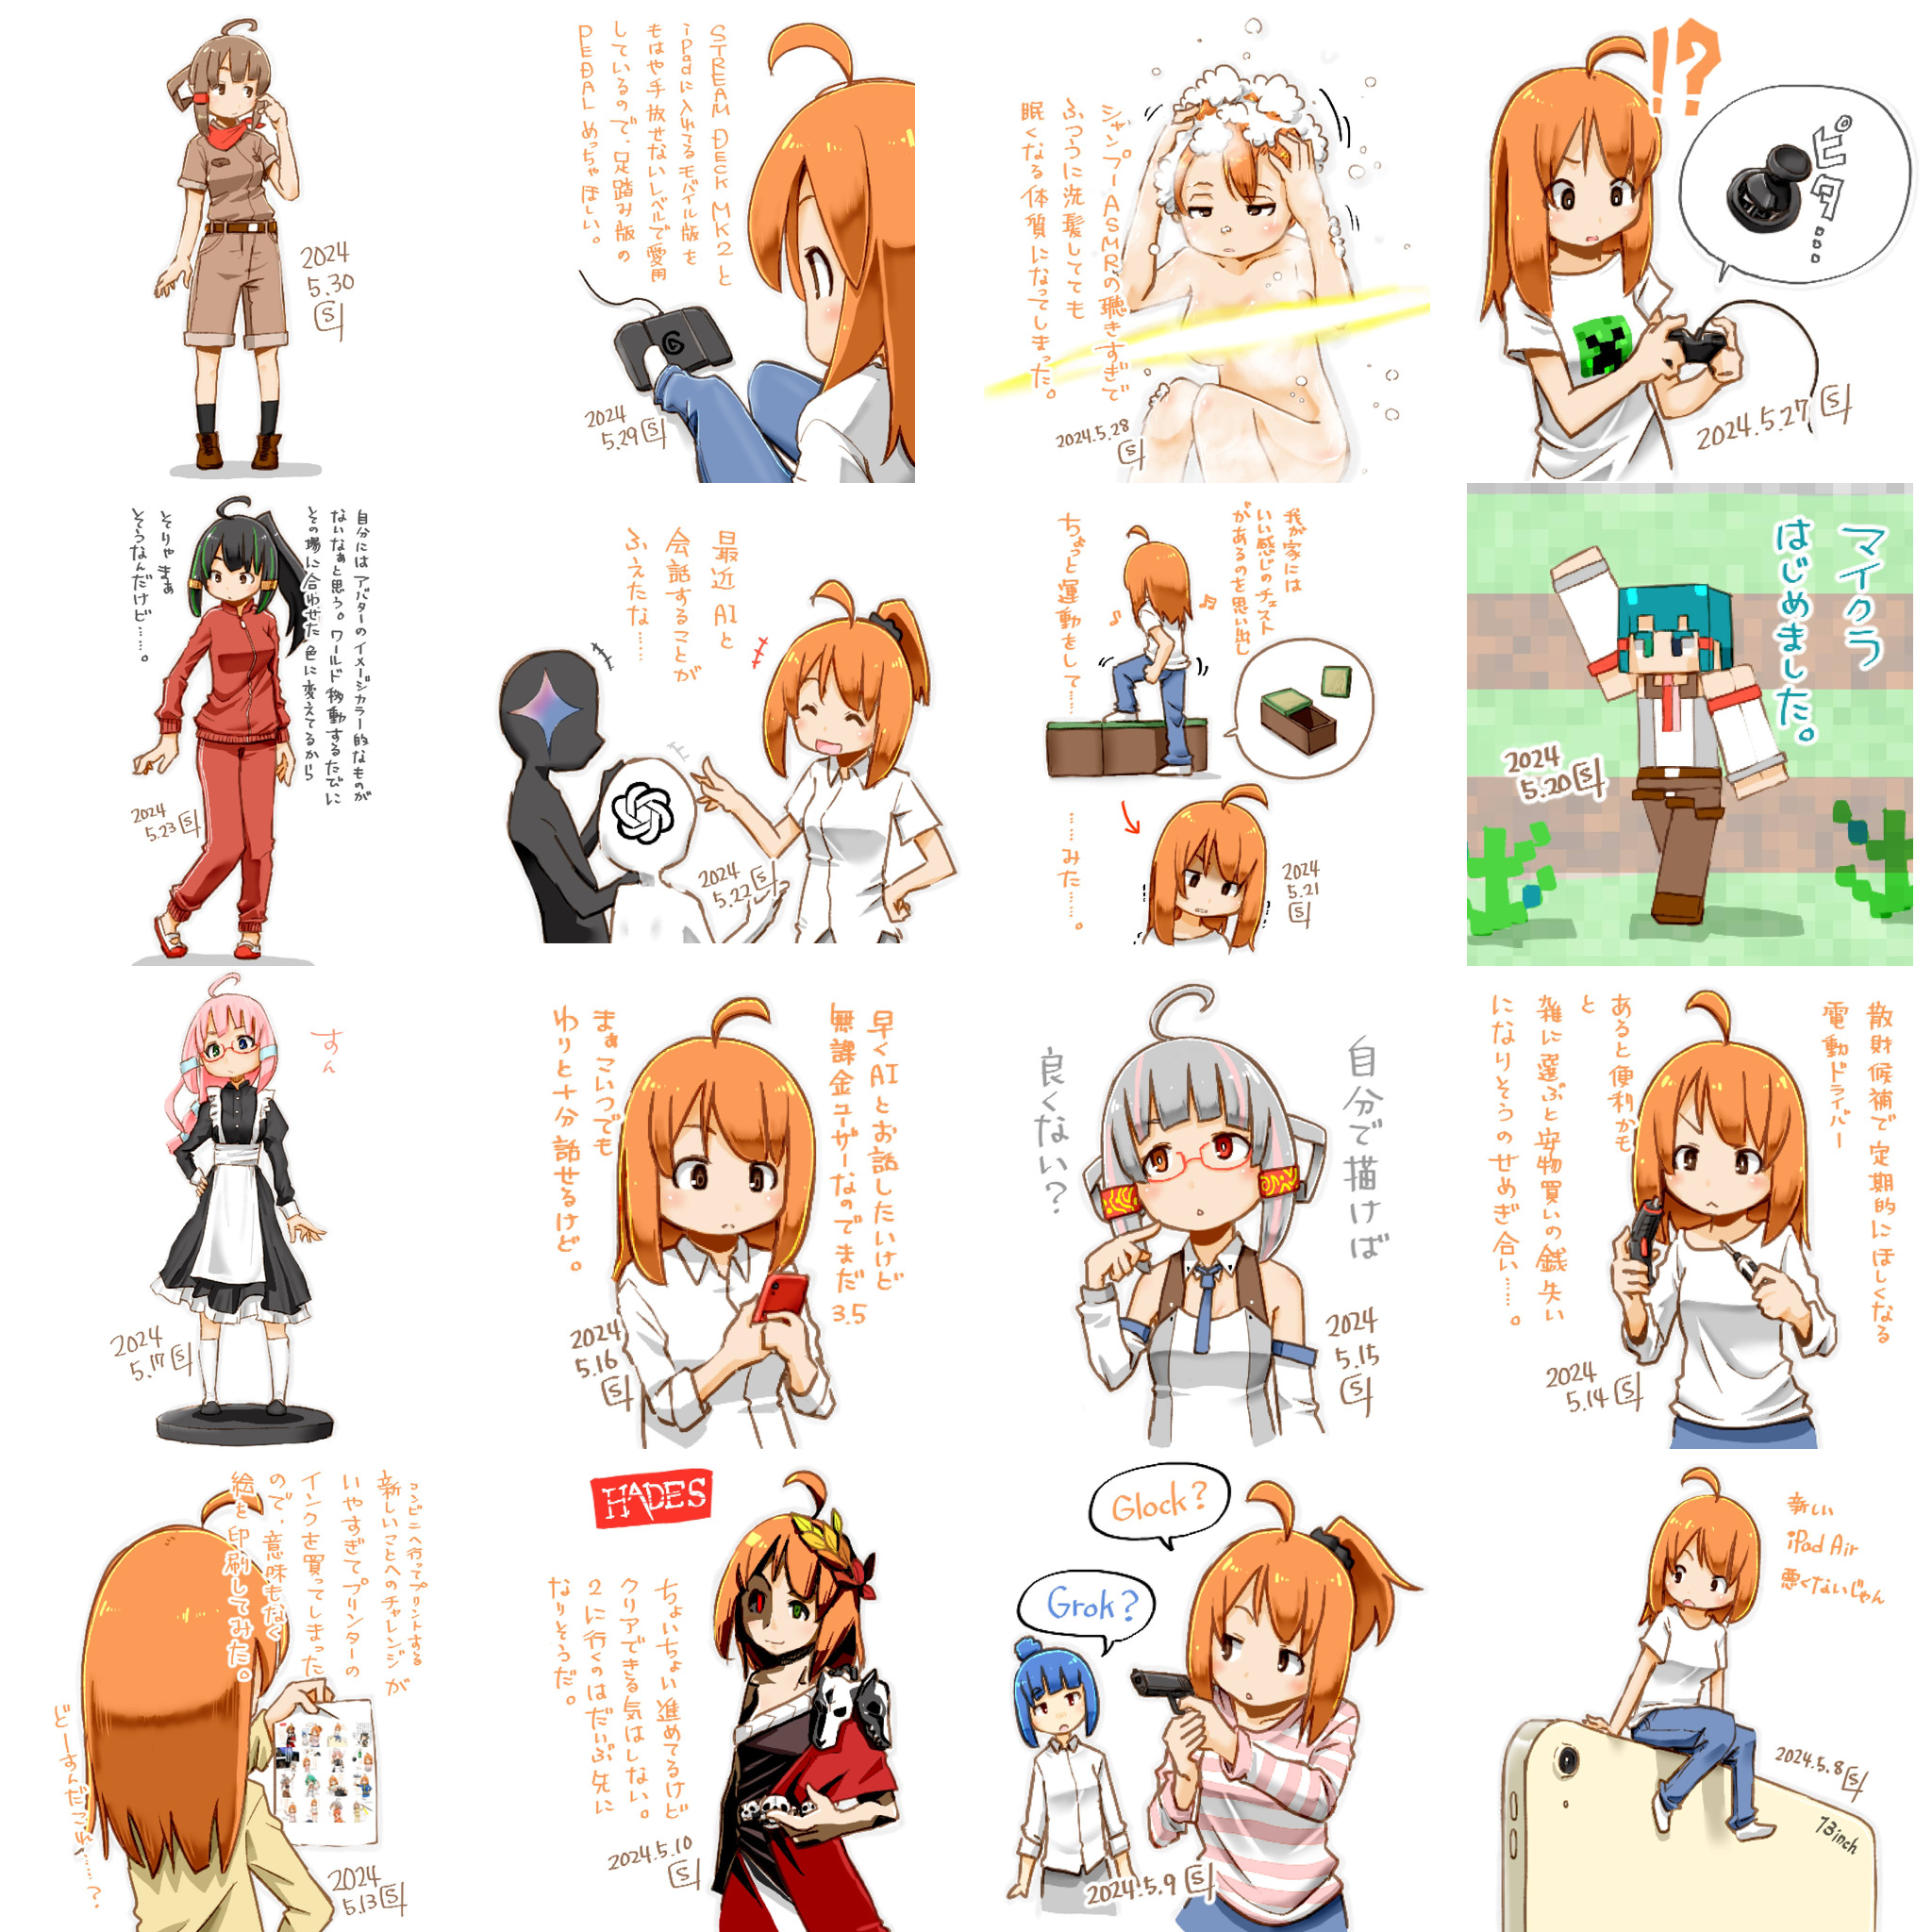 2024
5.30
S
STREAM DECK MK2と
iPadに入れてるモバイル版を
もはや手放せないレベルで愛用
しているので、足踏み版の
PEDALめっちゃほしい。
2024
5.29 S
シャンプーASMRの聴きすぎで
ふつうに洗髪してても
眠くなる体質になってしまった。
2024.5.28
S
!?
ピタ……
2024.5.27 S
自分にはアバターのイメージカラー的なものが
ないなぁと思う。ワールド移動するたびに
その場に合わせた色に変えてるから
そりゃまぁ
そうなんだけど……。
2024
5.23 S
最近AIと
会話することが
ふえたな……
2024
5.22 S
我が家には
いい感じのチェスト
があるのを思い出し
ちょっと運動をして……
……みた……。
2024
5.21
S
マイクラ
はじめました。
2024
5.20 S
すん
2024
5.17 S
早くAIとお話したいけど
無課金ユーザーなのでまだ3.5
まぁこいつでも
わりと十分話せるけど。
2024
5.16
S
自分で描けば
良くない?
2024
5.15
S
散財候補で定期的にほしくなる
電動ドライバー
あると便利かも
と
雑に選ぶと安物買いの銭失い
になりそうのせめぎ合い……。
2024
5.14 S
コンビニへ行ってプリントする
新しいことへのチャレンジが
いやすぎてプリンターの
インクを買ってしまった
ので、意味もなく
絵を印刷してみた。
どーすんだこれ……?
2024
5.13 S
HADES
ちょいちょい進めてるけど
クリアできる気はしない。
2に行くのはだいぶ先に
なりそうだ。
2024.5.10
S
Glock?
Grok?
2024.5.9 S
新しい
iPad Air
悪くないじゃん
2024.5.8 S
13inch